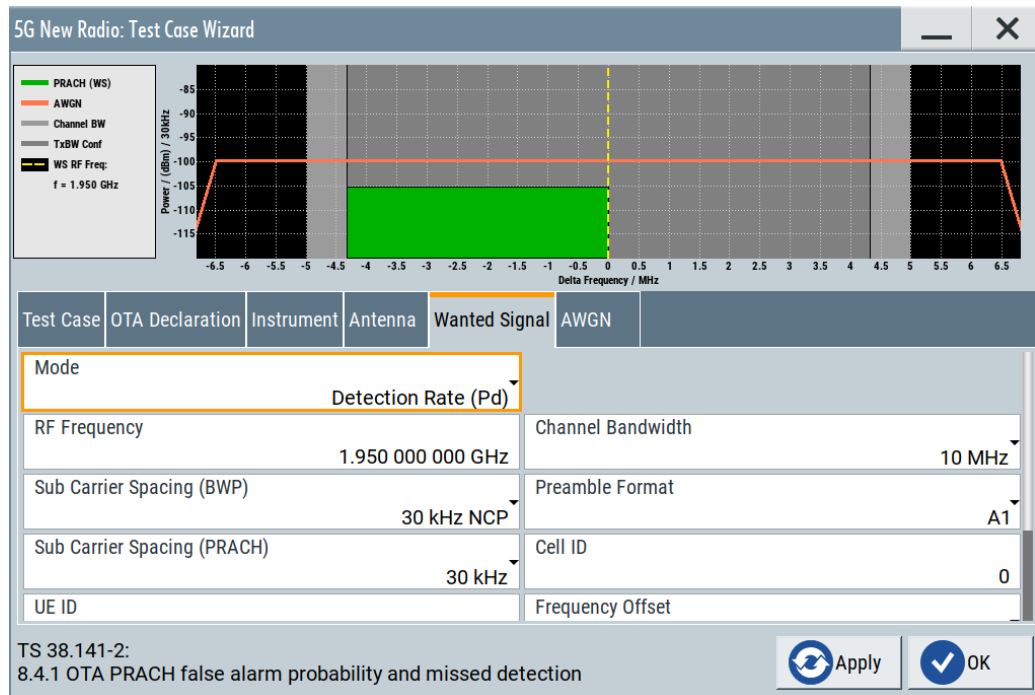 5G New Radio: Test Case Wizard
PRACH (WS)
AWGN
Channel BW
TxBW Conf
WS RF Freq:
f = 1.950 GHz
Power / (dBm) / 30kHz
-85
-90
-95
-100
-105
-110
-115
-6.5 -6 -5.5 -5 -4.5 -4 -3.5 -3 -2.5 -2 -1.5 -1 -0.5 0 0.5 1 1.5 2 2.5 3 3.5 4 4.5 5 5.5 6 6.5
Delta Frequency / MHz
Test Case OTA Declaration Instrument Antenna Wanted Signal AWGN
Mode
Detection Rate (Pd)
RF Frequency
1.950 000 000 GHz
Channel Bandwidth
10 MHz
Sub Carrier Spacing (BWP)
30 kHz NCP
Preamble Format
A1
Sub Carrier Spacing (PRACH)
30 kHz
Cell ID
0
UE ID
Frequency Offset
TS 38.141-2:
8.4.1 OTA PRACH false alarm probability and missed detection
Apply
OK